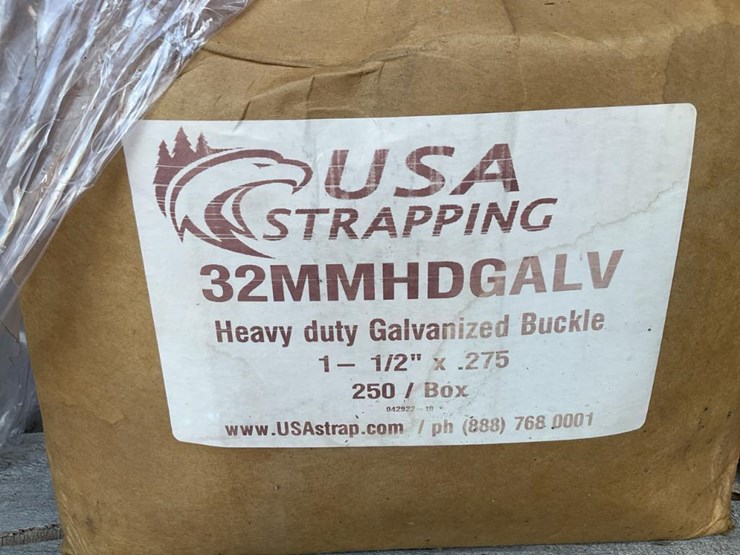 USA
STRAPPING
32MMHDGALV
Heavy duty Galvanized Buckle
1- 1/2" x .275
250 / Box
042922-10
www.USAstrap.com / ph (888) 768 0001